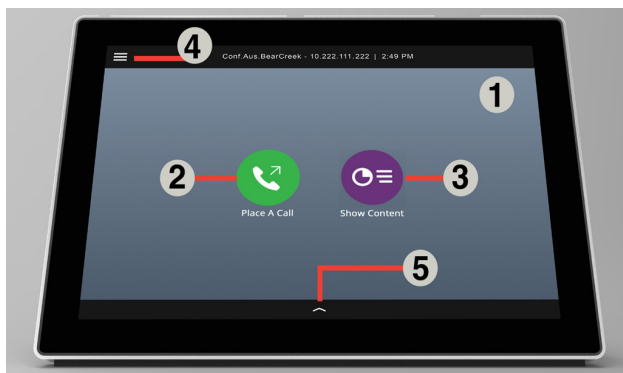 4
Conf.Aus.BearCreek - 10.222.111.222 | 2:49 PM
1
2
3
Place A Call
Show Content
5